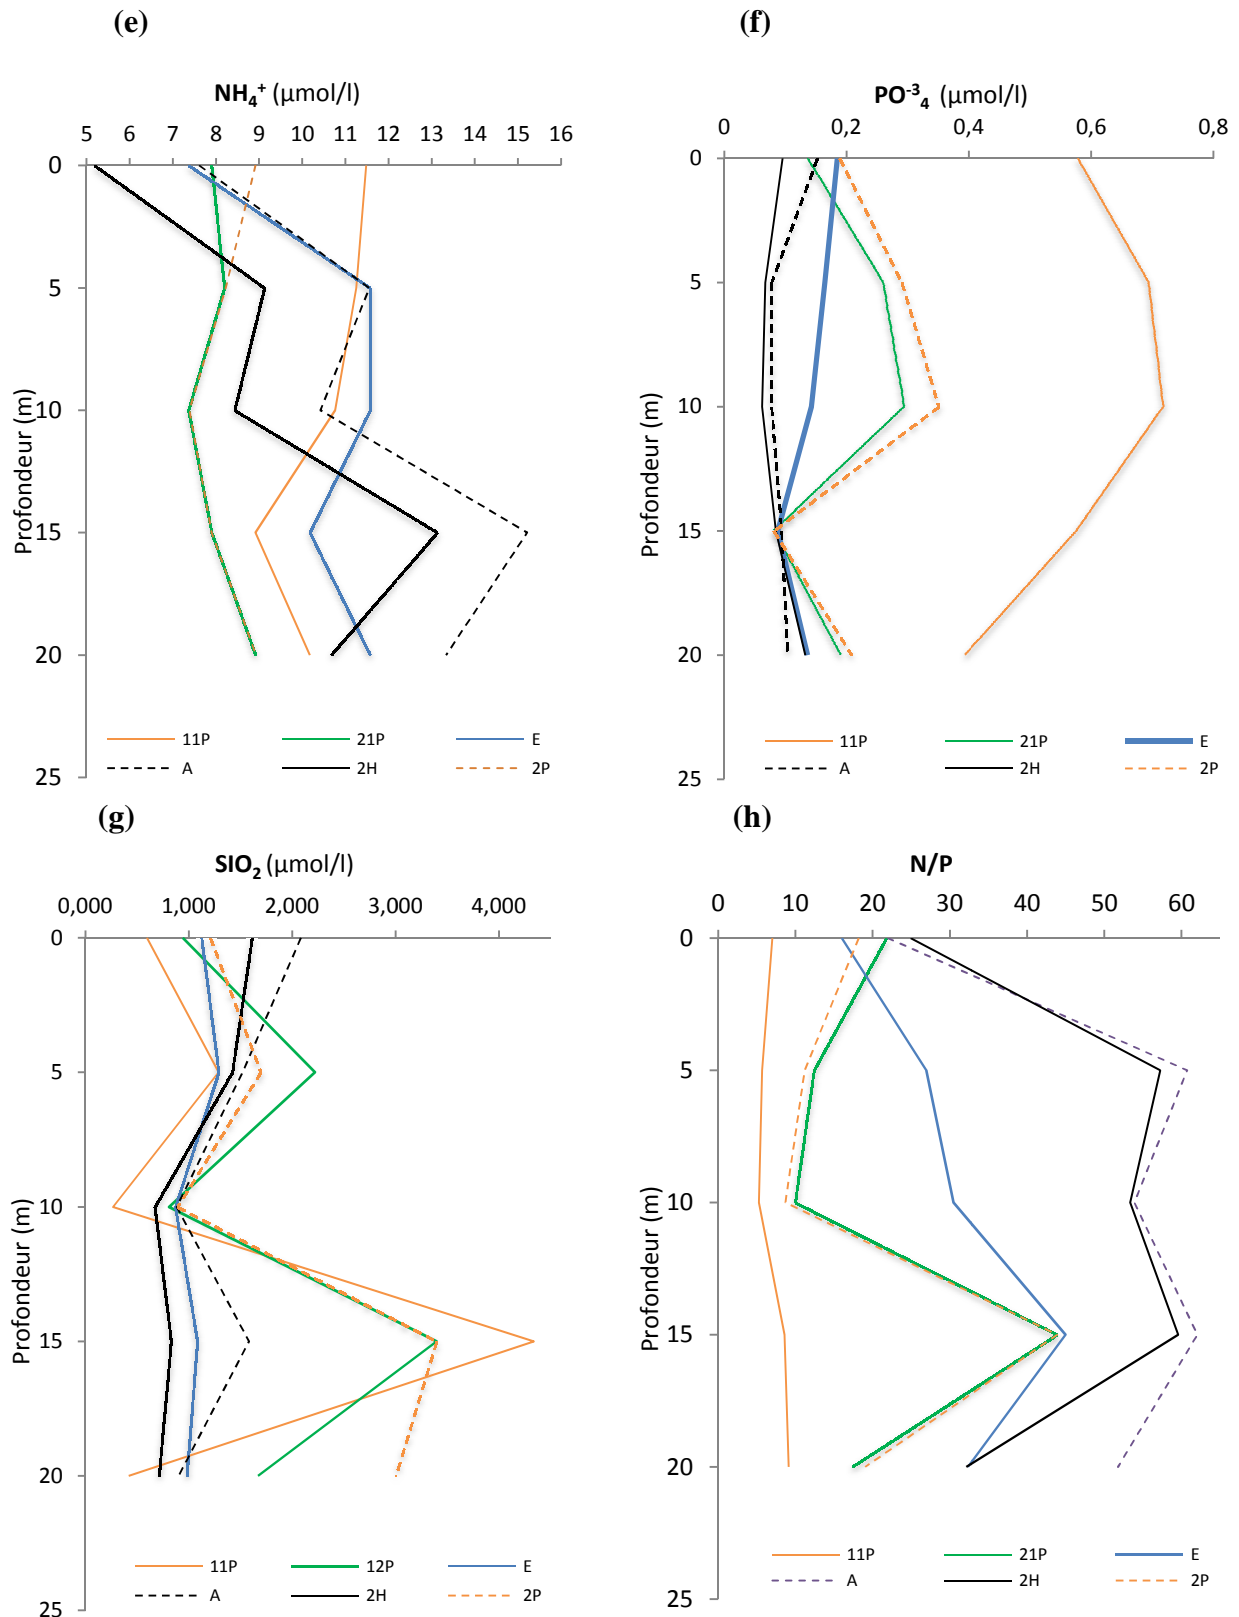 (e)
NH₄⁺ (µmol/l)
5 6 7 8 9 10 11 12 13 14 15 16
0
5
10
15
20
25
Profondeur (m)
11P 21P E
A 2H 2P
(f)
PO⁻³₄ (µmol/l)
0 0,2 0,4 0,6 0,8
0
5
10
15
20
25
Profondeur (m)
11P 21P E
A 2H 2P
(g)
SIO₂ (µmol/l)
0,000 1,000 2,000 3,000 4,000
0
5
10
15
20
25
Profondeur (m)
11P 12P E
A 2H 2P
(h)
N/P
0 10 20 30 40 50 60
0
5
10
15
20
25
Profondeur (m)
11P 21P E
A 2H 2P